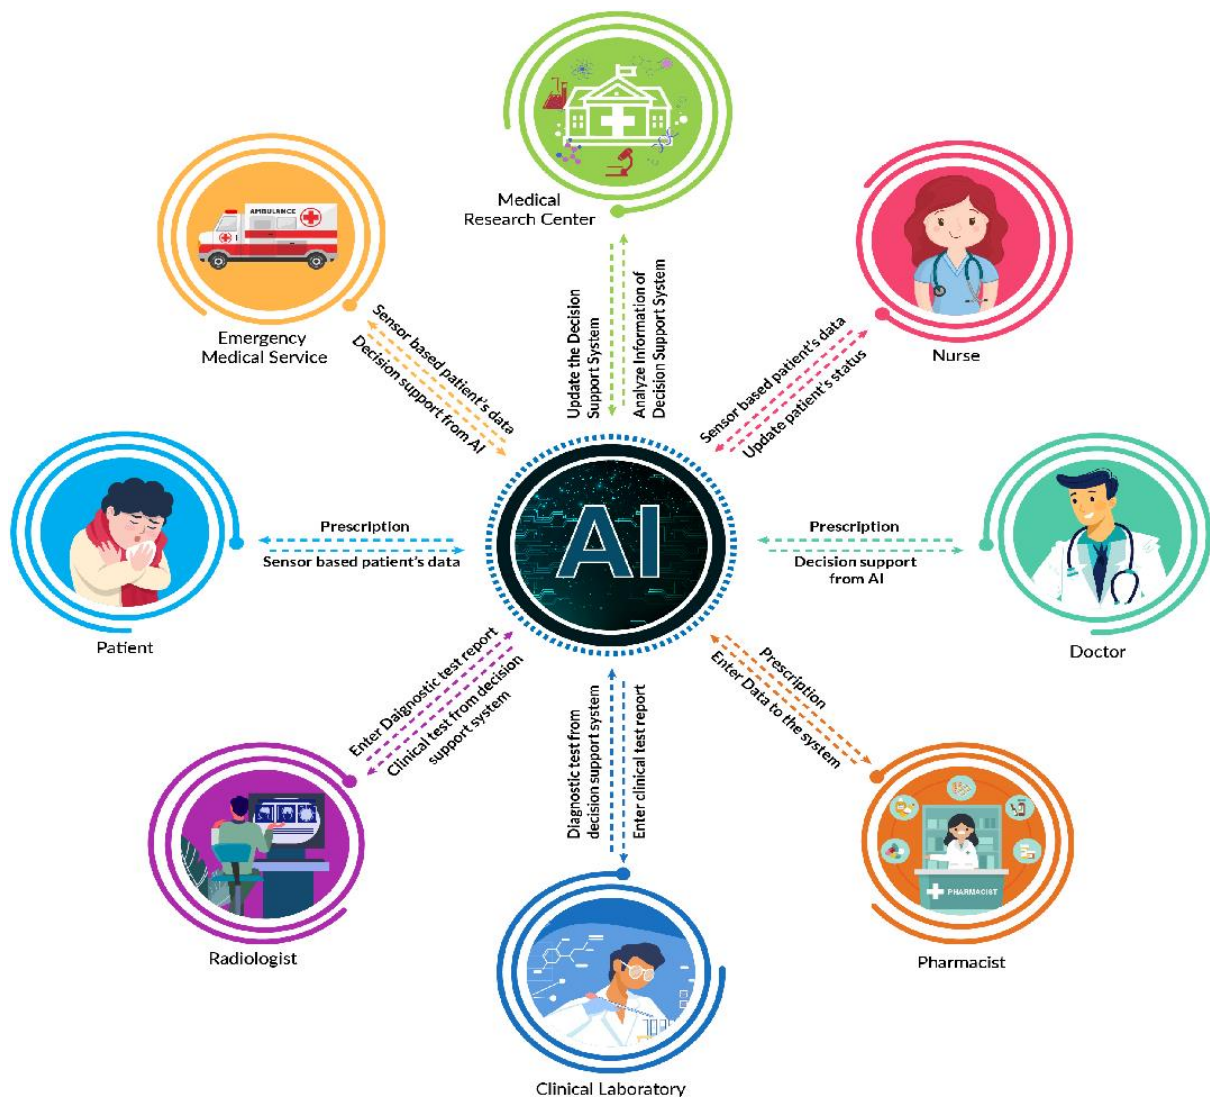 Medical
Research Center
AMBULANCE
Emergency
Medical Service
Nurse
Update the Decision
Support System
Analyze Information of
Decision Support System
Sensor based patient's data
Decision support from AI
Sensor based patient's data
Update patient's status
AI
Prescription
Sensor based patient's data
Patient
Prescription
Decision support
from AI
Doctor
Enter Daignostic test report
Clinical test from decision
support system
Diagnostic test from
decision support system
Enter clinical test report
Prescription
Enter Data to the system
Radiologist
PHARMACIST
Pharmacist
Clinical Laboratory